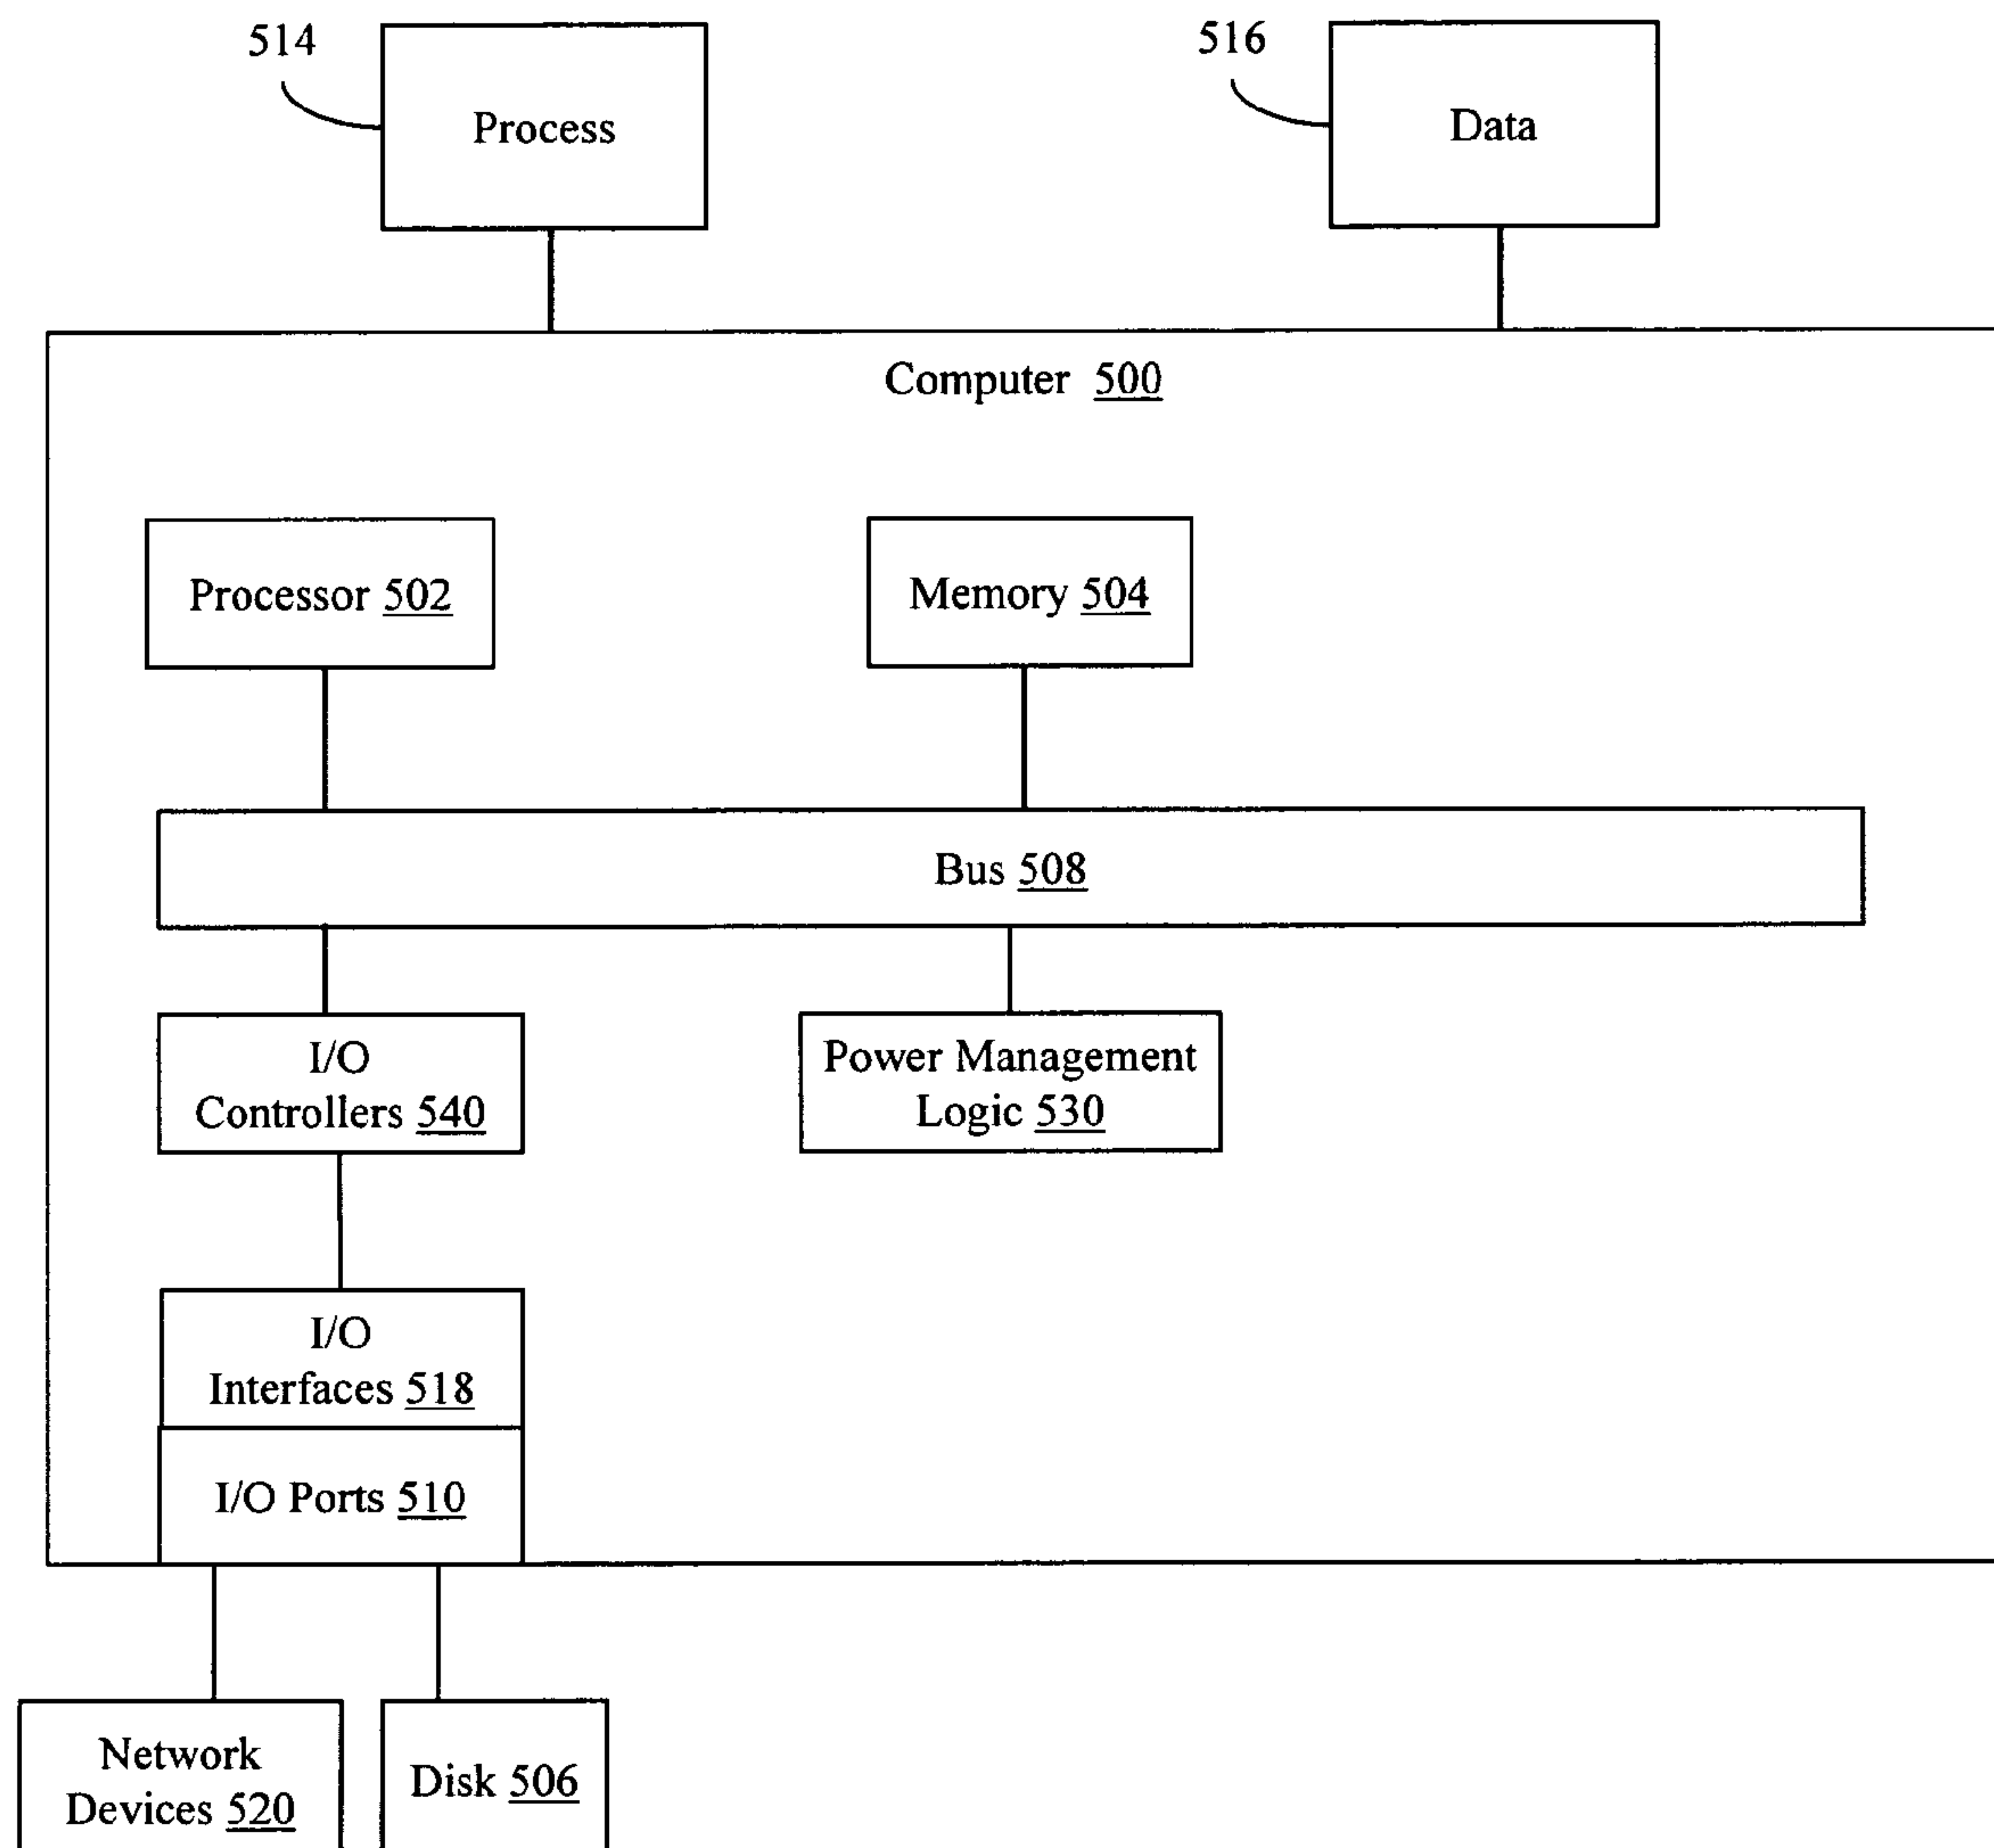 514
Process
516
Data
Computer 500
Processor 502
Memory 504
Bus 508
I/O
Controllers 540
Power Management
Logic 530
I/O
Interfaces 518
I/O Ports 510
Network
Devices 520
Disk 506